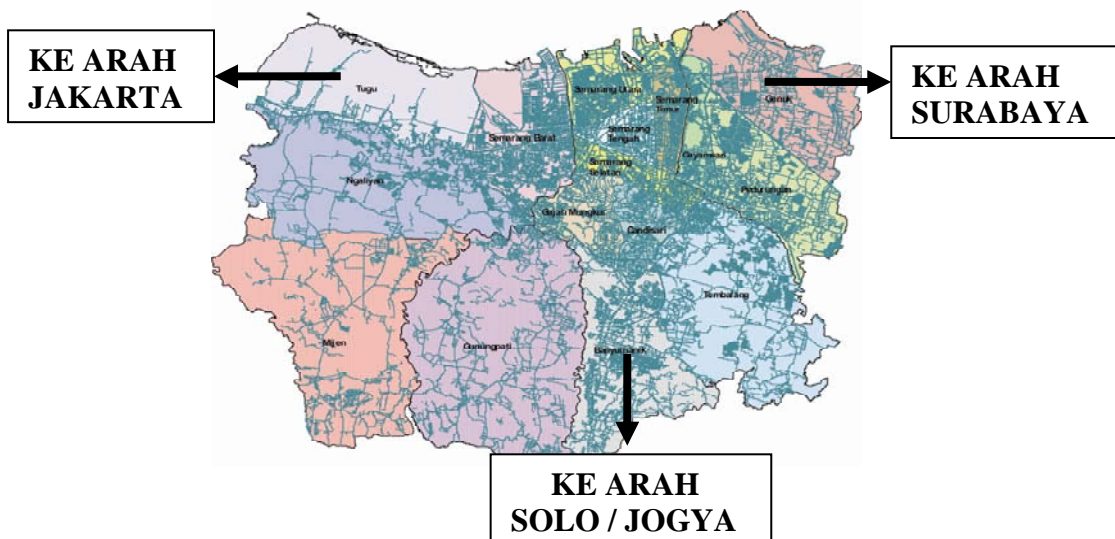 KE ARAH
JAKARTA
KE ARAH
SURABAYA
Tugu
Semarang Utara
Semarang
Timur
Genuk
Semarang Barat
Semarang
Tengah
Gayamsari
Semarang
Selatan
Ngaliyan
Pedurungan
Gajah Mungkur
Candisari
Tembalang
Mijen
Gunungpati
Banyumanik
KE ARAH
SOLO / JOGYA